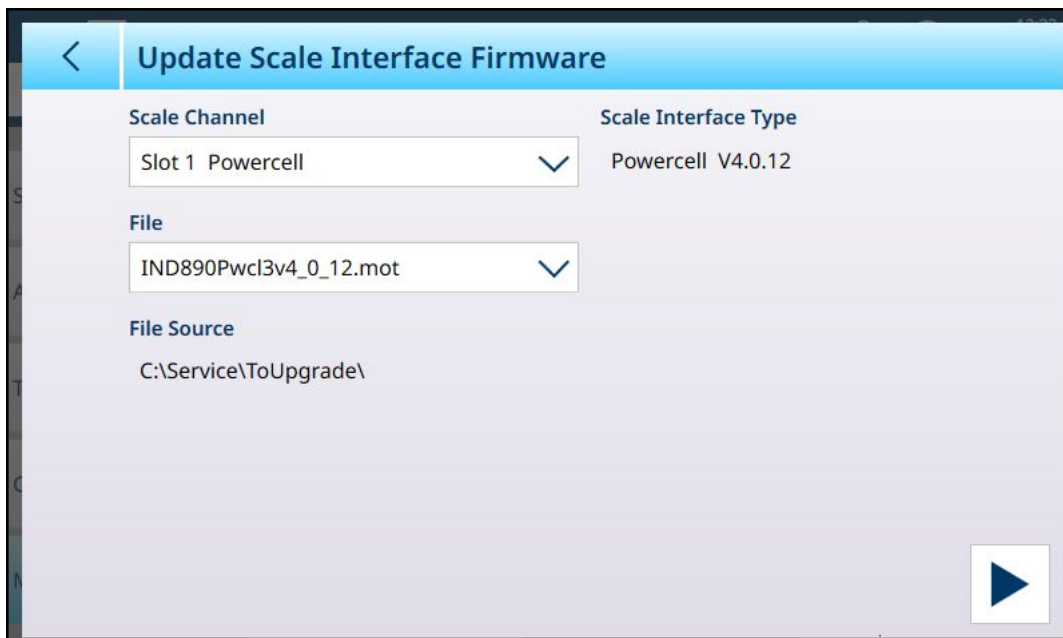 Update Scale Interface Firmware
Scale Channel
Scale Interface Type
Slot 1 Powercell
Powercell V4.0.12
File
IND890Pwcl3v4_0_12.mot
File Source
C:\Service\ToUpgrade\